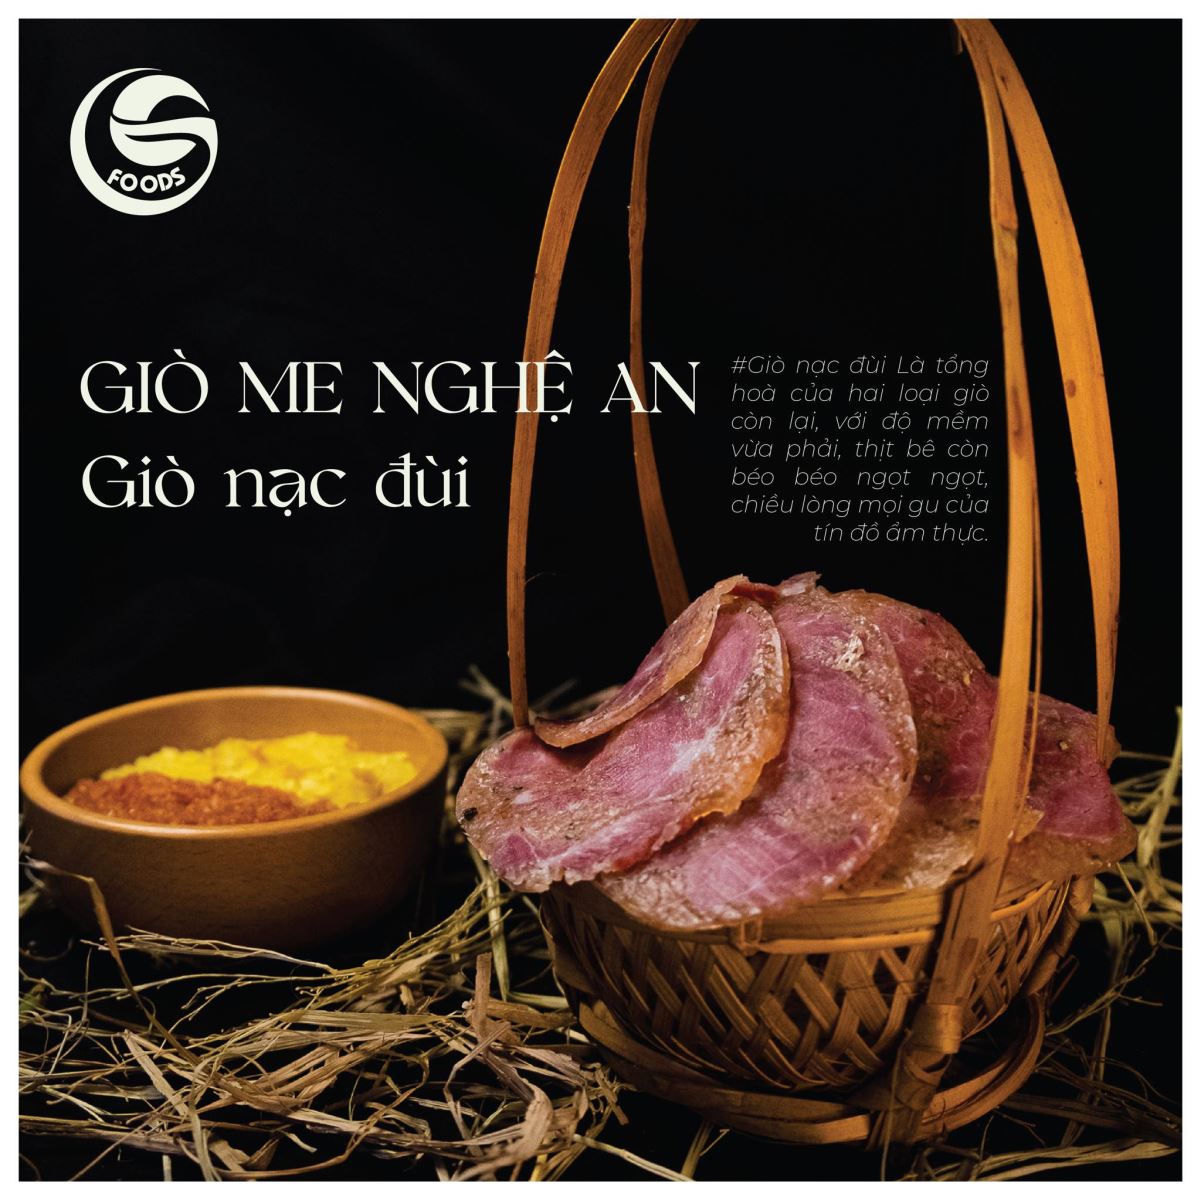 FOODS
GIÒ ME NGHỆ AN
Giò nạc đùi
#Giò nạc đùi Là tổng
hoà của hai loại giò
còn lại, với độ mềm
vừa phải, thịt bê còn
béo béo ngọt ngọt,
chiều lòng mọi gu của
tín đồ ẩm thực.